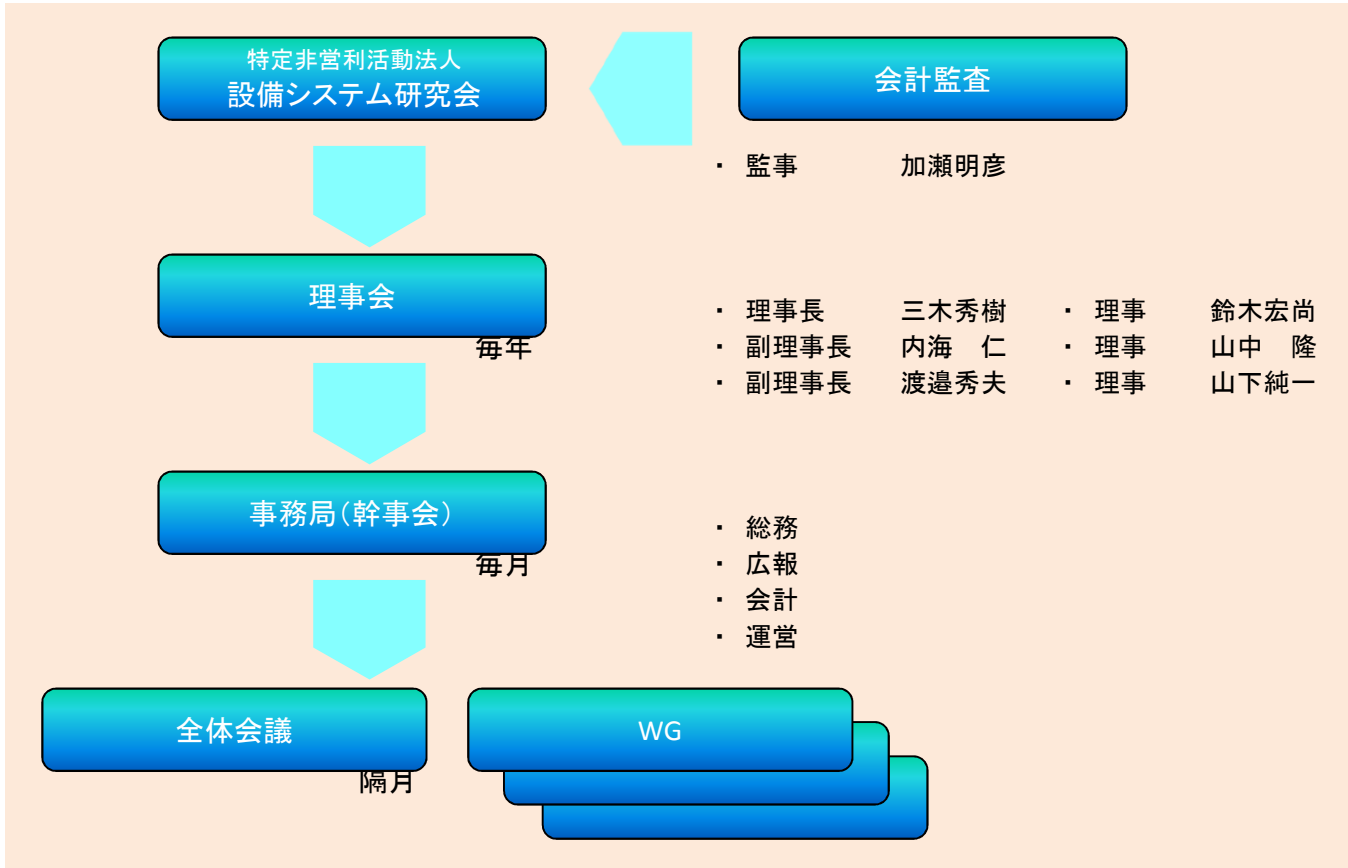 特定非営利活動法人
設備システム研究会
会計監査
・ 監事 加瀬明彦
理事会
毎年
・ 理事長 三木秀樹 ・ 理事 鈴木宏尚
・ 副理事長 内海　仁 ・ 理事 山中　隆
・ 副理事長 渡邉秀夫 ・ 理事 山下純一
事務局(幹事会)
毎月
・ 総務
・ 広報
・ 会計
・ 運営
全体会議
隔月
WG